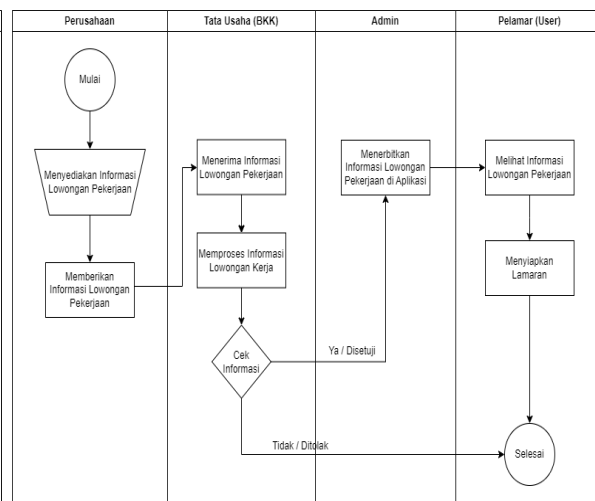 Perusahaan
Tata Usaha (BKK)
Admin
Pelamar (User)
Mulai
Menyediakan Informasi
Lowongan Pekerjaan
Memberikan
Informasi Lowongan
Pekerjaan
Menerima Informasi
Lowongan Pekerjaan
Memproses Informasi
Lowongan Kerja
Cek
Informasi
Ya / Disetuji
Tidak / Ditolak
Menerbitkan
Informasi Lowongan
Pekerjaan di Aplikasi
Melihat Informasi
Lowongan Pekerjaan
Menyiapkan
Lamaran
Selesai